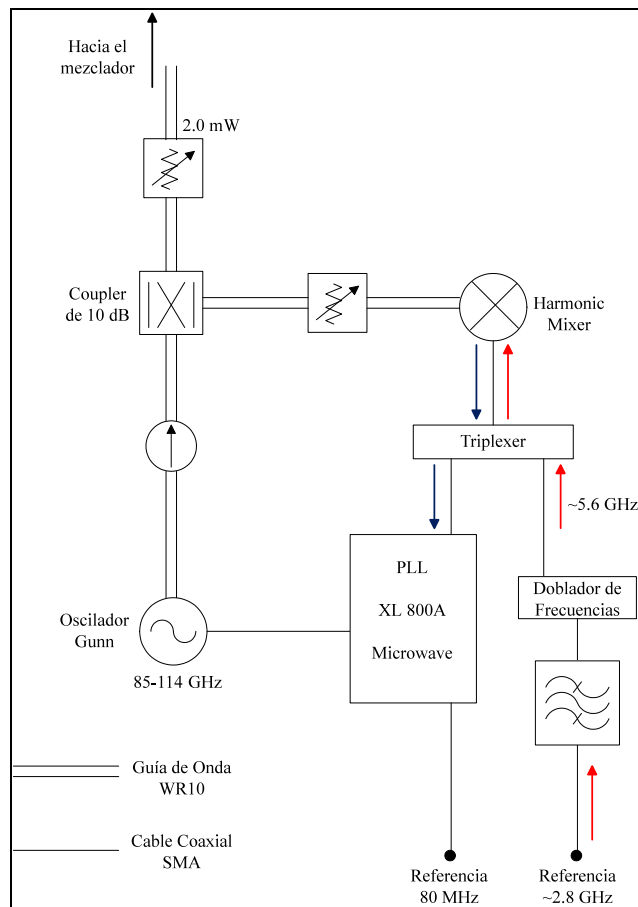 Hacia el
mezclador
2.0 mW
Coupler
de 10 dB
Harmonic
Mixer
Triplexer
~5.6 GHz
PLL
XL 800A
Microwave
Doblador de
Frecuencias
Oscilador
Gunn
85-114 GHz
Guía de Onda
WR10
Cable Coaxial
SMA
Referencia
80 MHz
Referencia
~2.8 GHz